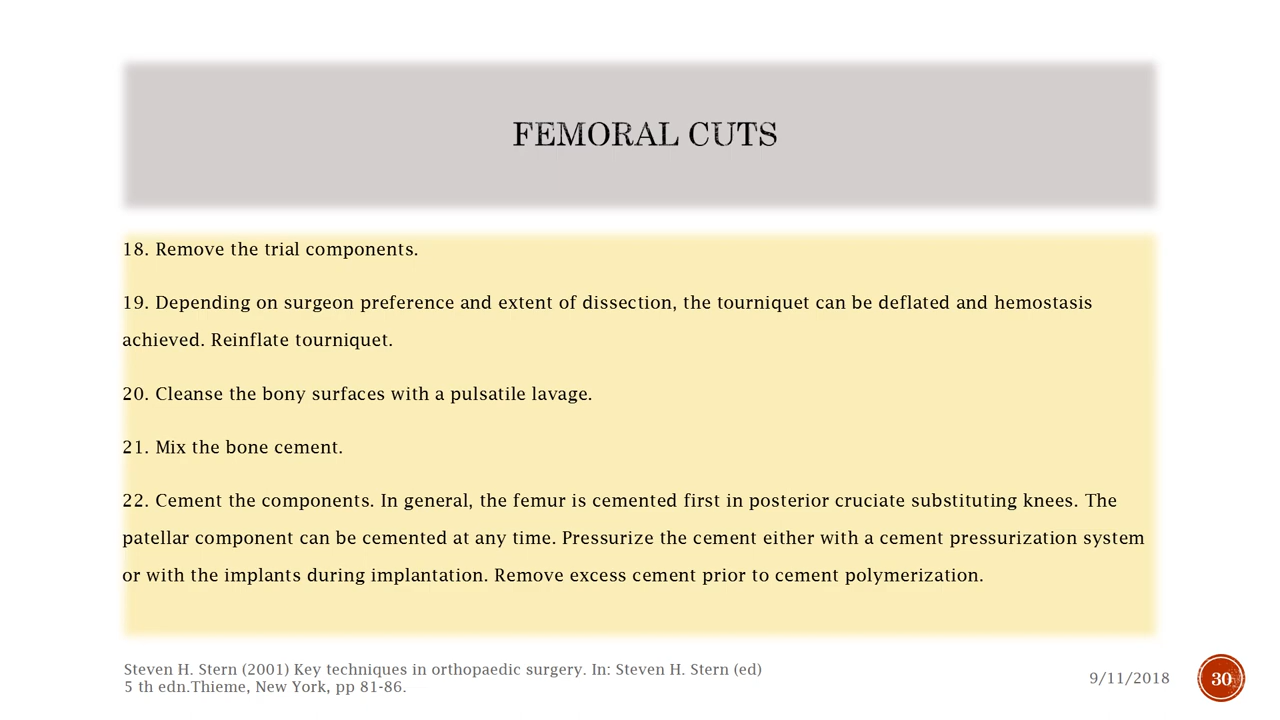 FEMORAL CUTS
18. Remove the trial components.
19. Depending on surgeon preference and extent of dissection, the tourniquet can be deflated and hemostasis
achieved. Reinflate tourniquet.
20. Cleanse the bony surfaces with a pulsatile lavage.
21. Mix the bone cement.
22. Cement the components. In general, the femur is cemented first in posterior cruciate substituting knees. The
patellar component can be cemented at any time. Pressurize the cement either with a cement pressurization system
or with the implants during implantation. Remove excess cement prior to cement polymerization.
Steven H. Stern (2001) Key techniques in orthopaedic surgery. In: Steven H. Stern (ed)
5 th edn.Thieme, New York, pp 81-86.
9/11/2018
30